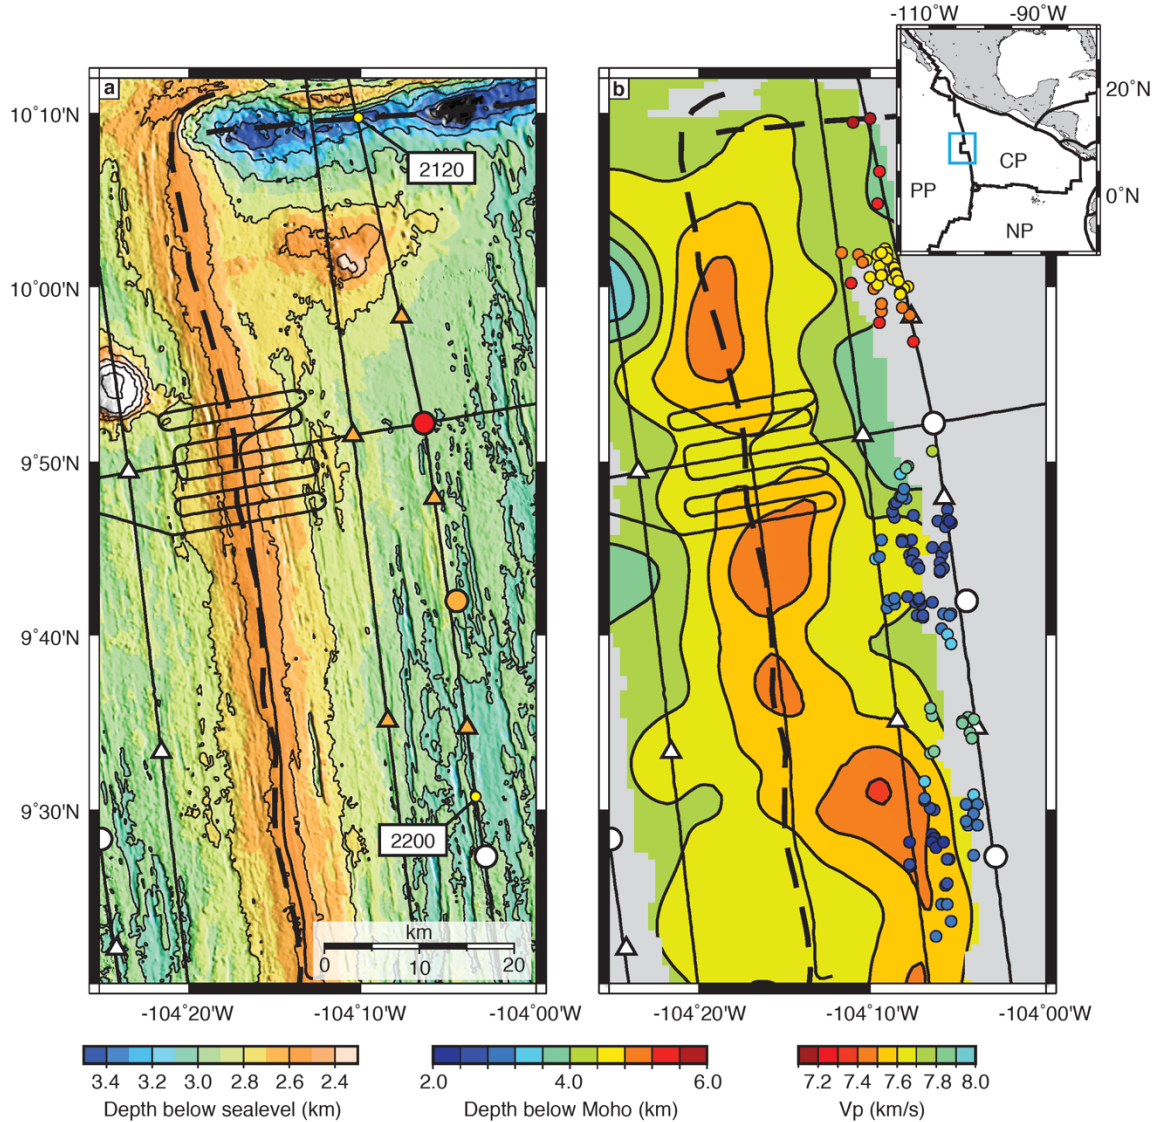 -110°W -90°W
20°N
0°N
CP
PP
NP
a
b
10°10'N
10°00'N
9°50'N
9°40'N
9°30'N
2120
2200
km
0 10 20
-104°20'W -104°10'W -104°00'W
-104°20'W -104°10'W -104°00'W
3.4 3.2 3.0 2.8 2.6 2.4
Depth below sealevel (km)
2.0 4.0 6.0
Depth below Moho (km)
7.2 7.4 7.6 7.8 8.0
Vp (km/s)